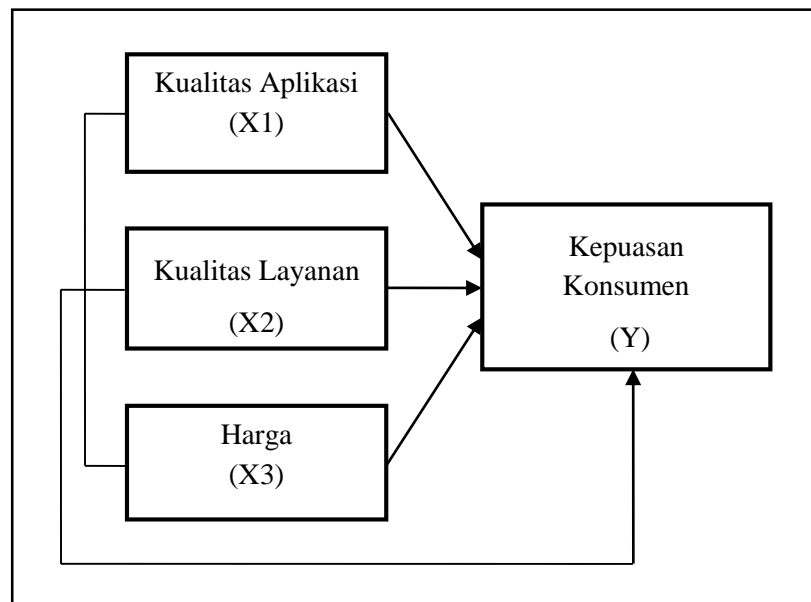 Kualitas Aplikasi
(X1)
Kualitas Layanan
(X2)
Harga
(X3)
Kepuasan
Konsumen
(Y)